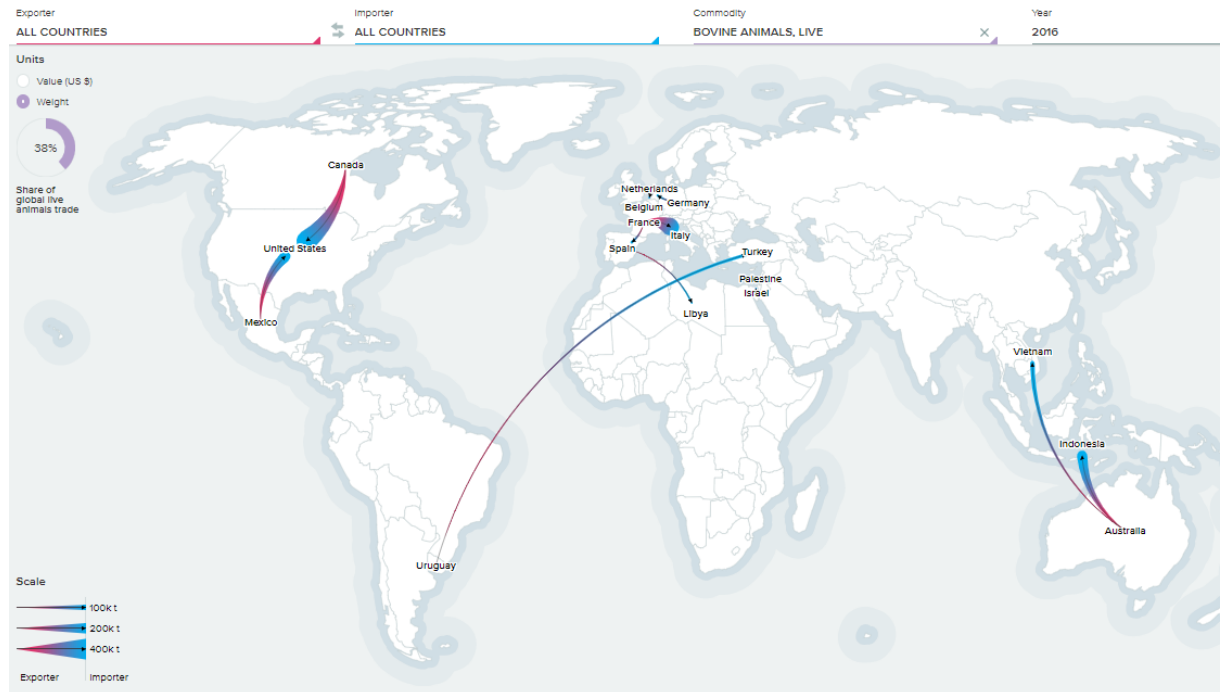 Exporter
ALL COUNTRIES
Importer
ALL COUNTRIES
Commodity
BOVINE ANIMALS, LIVE
Year
2016
Units
Value (US $)
Weight
38%
Share of
global live
animals trade
Canada
United States
Mexico
Netherlands
Germany
Belgium
France
Italy
Spain
Turkey
Palestine
Israel
Libya
Vietnam
Indonesia
Australia
Uruguay
Scale
100k t
200k t
400k t
Exporter
Importer